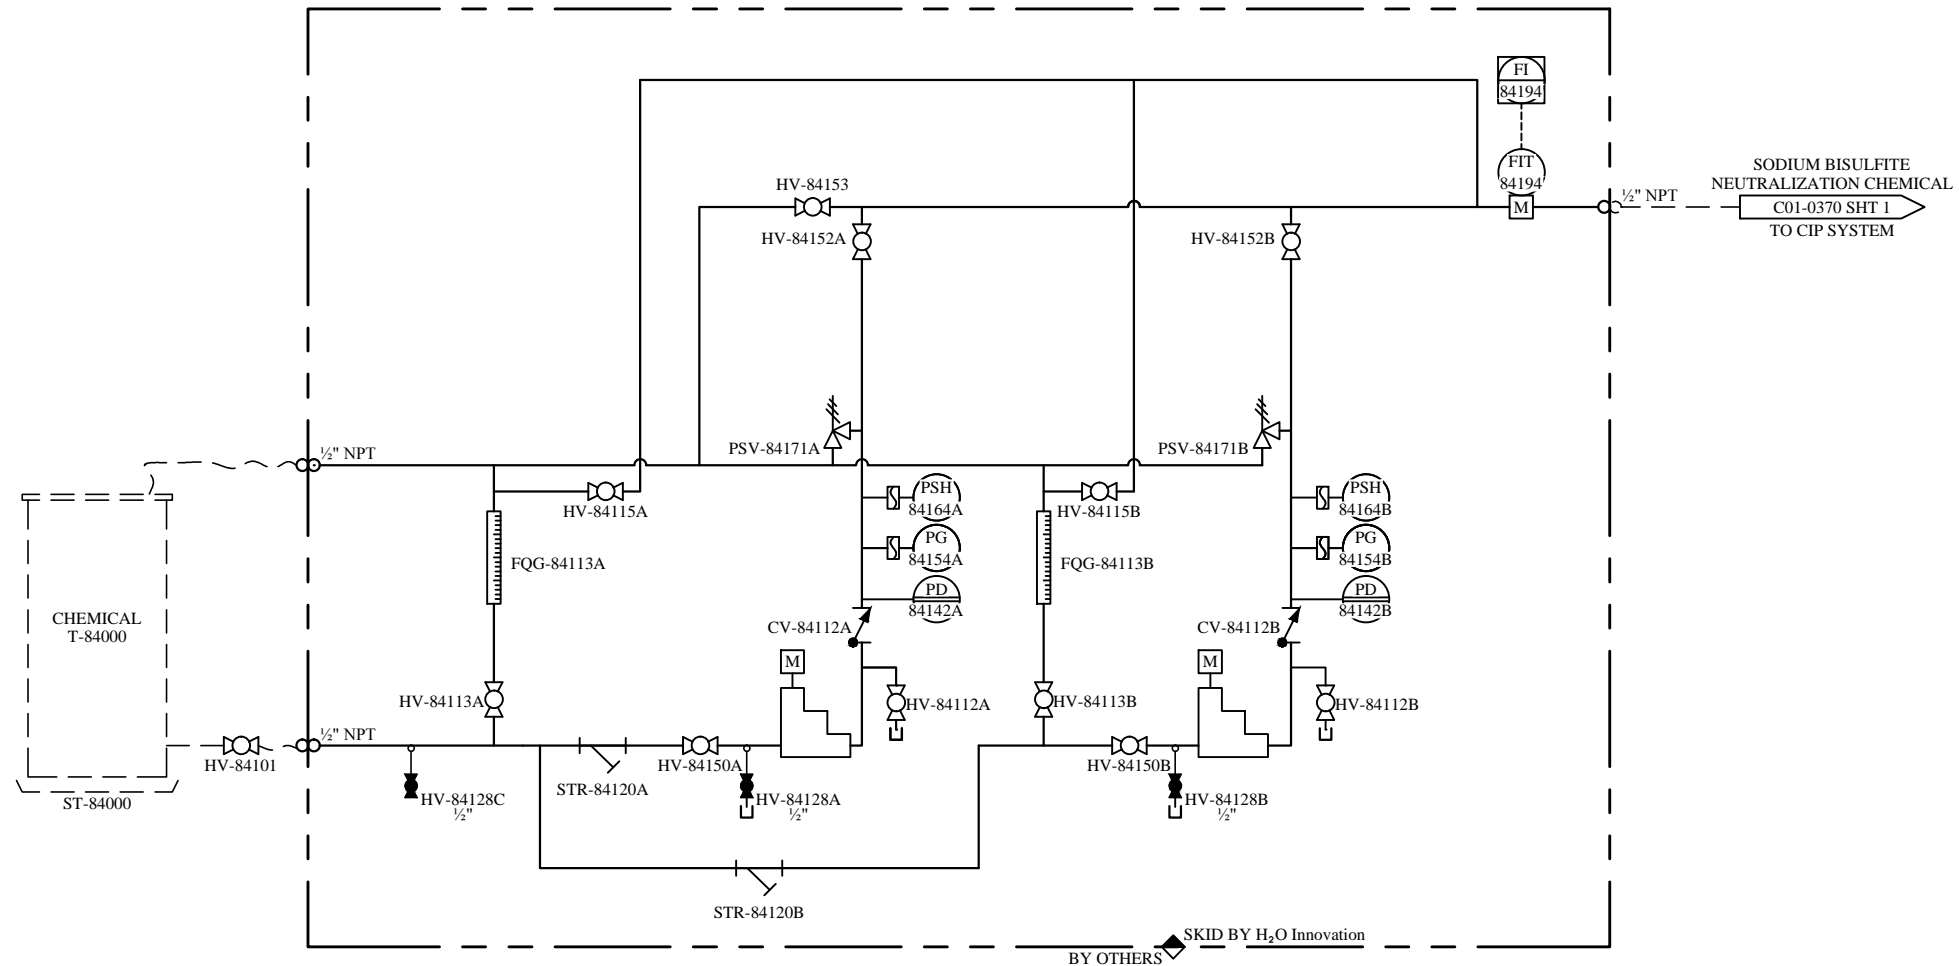 FI
84194
FIT
84194
M
SODIUM BISULFITE
NEUTRALIZATION CHEMICAL
½" NPT
C01-0370 SHT 1
TO CIP SYSTEM
HV-84153
HV-84152A
HV-84152B
PSV-84171A
PSV-84171B
½" NPT
HV-84115A
PSH
84164A
HV-84115B
PSH
84164B
FQG-84113A
PG
84154A
FQG-84113B
PG
84154B
PD
84142A
PD
84142B
CHEMICAL
T-84000
CV-84112A
CV-84112B
M
M
HV-84113A
HV-84112A
HV-84113B
HV-84112B
½" NPT
HV-84101
HV-84150A
HV-84150B
STR-84120A
ST-84000
HV-84128C
½"
HV-84128A
½"
HV-84128B
½"
STR-84120B
SKID BY H₂O Innovation
BY OTHERS